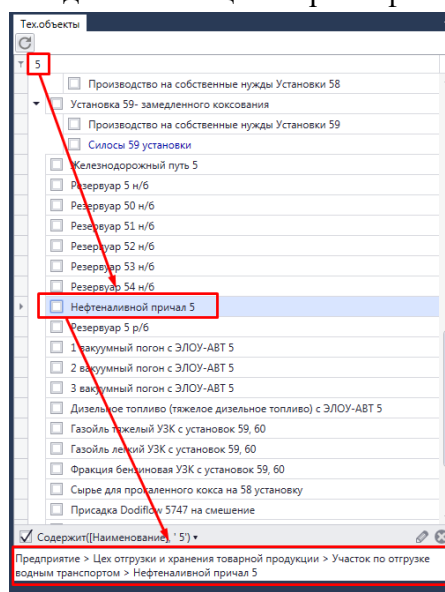 Тех.объекты
5
Производство на собственные нужды Установки 58
Установка 59- замедленного коксования
Производство на собственные нужды Установки 59
Силосы 59 установки
Железнодорожный путь 5
Резервуар 5 н/б
Резервуар 50 н/б
Резервуар 51 н/б
Резервуар 52 н/б
Резервуар 53 н/б
Резервуар 54 н/б
Нефтеналивной причал 5
Резервуар 5 р/б
1 вакуумный погон с ЭЛОУ-АВТ 5
2 вакуумный погон с ЭЛОУ-АВТ 5
3 вакуумный погон с ЭЛОУ-АВТ 5
Дизельное топливо (тяжелое дизельное топливо) с ЭЛОУ-АВТ 5
Газойль тяжелый УЗК с установок 59, 60
Газойль легкий УЗК с установок 59, 60
Фракция бензиновая УЗК с установок 59, 60
Сырье для прокаленного кокса на 58 установку
Присадка Dodiflow 5747 на смешение
Содержит([Наименование], ' 5')
Предприятие > Цех отгрузки и хранения товарной продукции > Участок по отгрузке
водным транспортом > Нефтеналивной причал 5